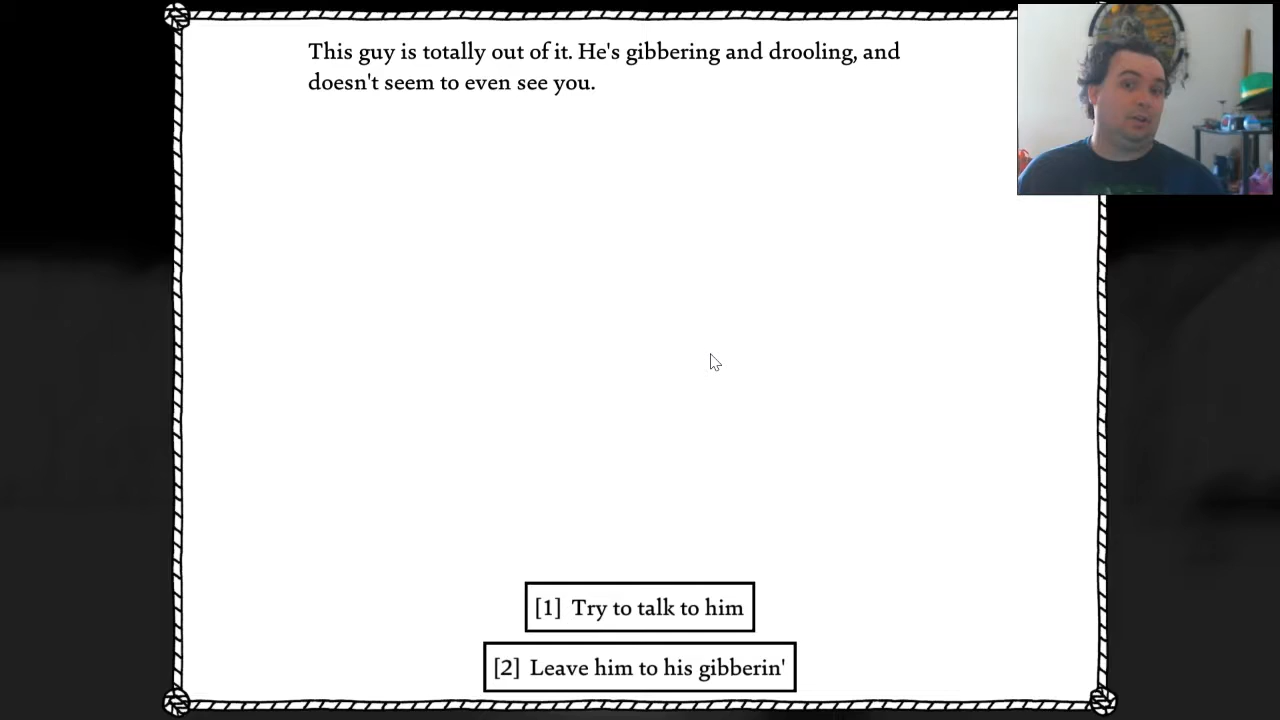 This guy is totally out of it. He's gibbering and drooling, and
doesn't seem to even see you.
[1] Try to talk to him
[2] Leave him to his gibberin'